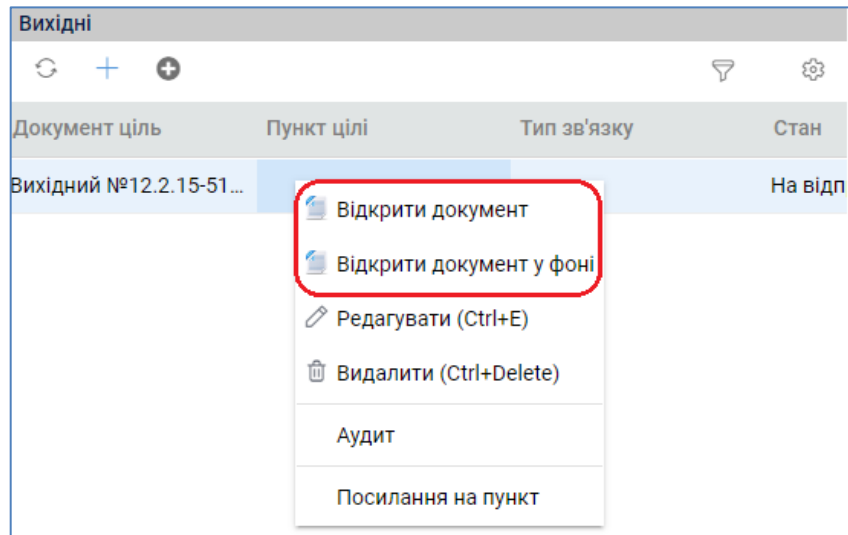 Вихідні
Документ ціль Пункт цілі Тип зв'язку Стан
Вихідний №12.2.15-51... На відп
Відкрити документ
Відкрити документ у фоні
Редагувати (Ctrl+E)
Видалити (Ctrl+Delete)
Аудит
Посилання на пункт